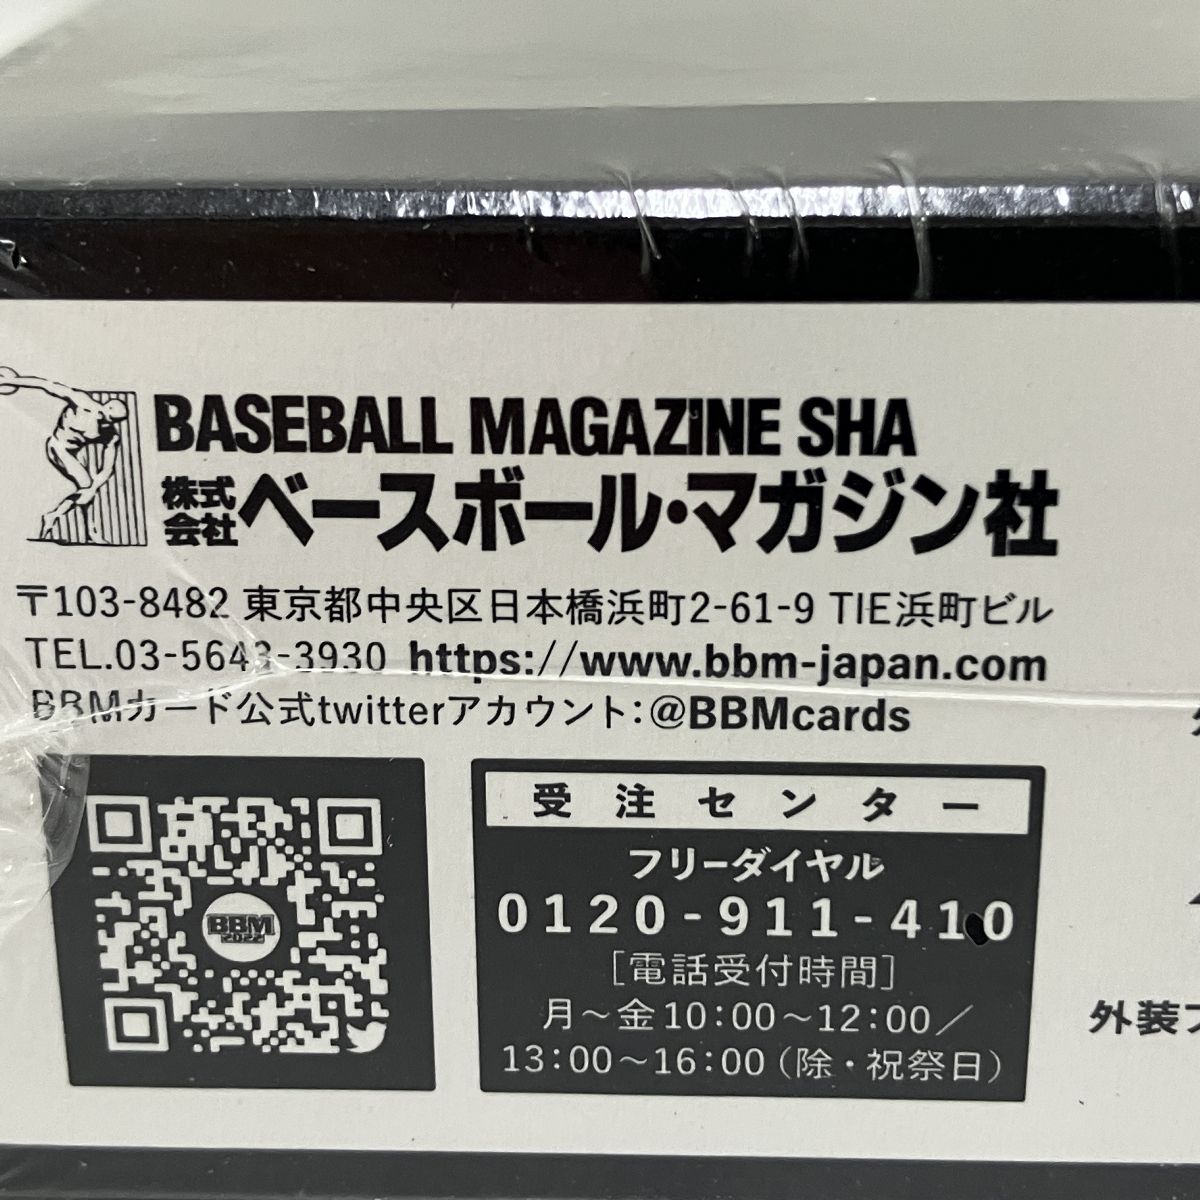 BASEBALL MAGAZINE SHA
株式会社ベースボール・マガジン社
〒103-8482 東京都中央区日本橋浜町2-61-9 TIE浜町ビル
TEL.03-5643-3930 https://www.bbm-japan.com
BBMカード公式twitterアカウント:@BBMcards
BBM
2022
受注センター
フリーダイヤル
0120-911-410
[電話受付時間]
月～金10:00～12:00／
13:00～16:00(除・祝祭日)
外装